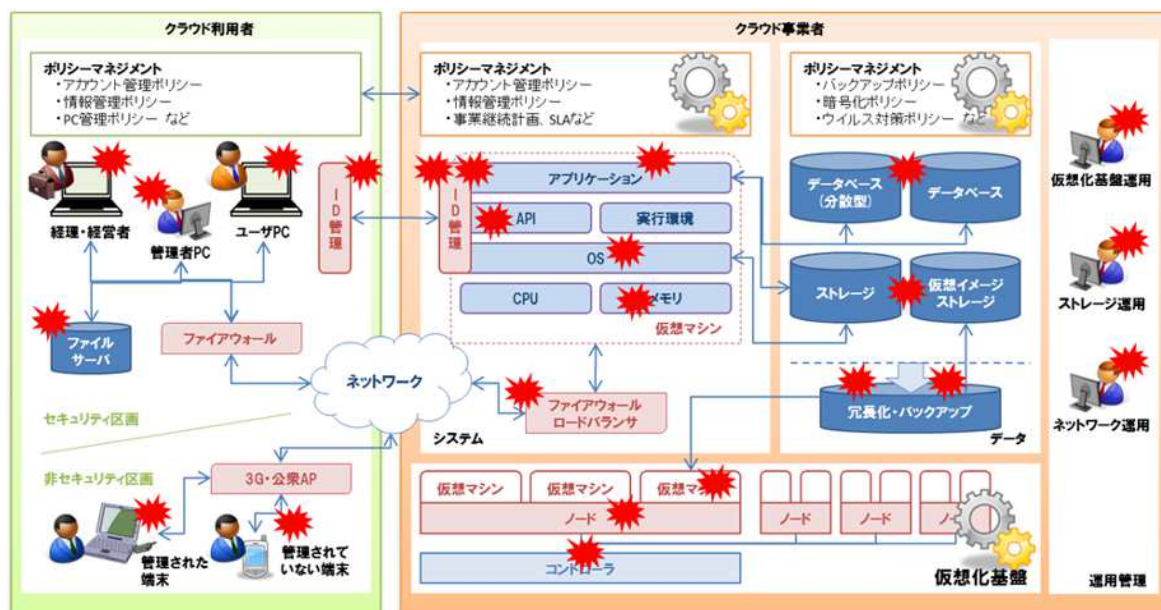 クラウド利用者
ポリシーマネジメント
・アカウント管理ポリシー
・情報管理ポリシー
・PC管理ポリシー など
経理・経営者
管理者PC
ユーザPC
ID管理
ファイル
サーバ
ファイアウォール
セキュリティ区画
非セキュリティ区画
3G・公衆AP
管理された
端末
管理されて
いない端末
ネットワーク
クラウド事業者
ポリシーマネジメント
・アカウント管理ポリシー
・情報管理ポリシー
・事業継続計画、SLAなど
ID管理
アプリケーション
API
実行環境
OS
CPU
メモリ
仮想マシン
ファイアウォール
ロードバランサ
システム
ポリシーマネジメント
・バックアップポリシー
・暗号化ポリシー
・ウイルス対策ポリシー など
データベース
(分散型)
データベース
ストレージ
仮想イメージ
ストレージ
冗長化・バックアップ
データ
仮想マシン
仮想マシン
仮想マシン
ノード
ノード
ノード
ノード
コントローラ
仮想化基盤
仮想化基盤運用
ストレージ運用
ネットワーク運用
運用管理